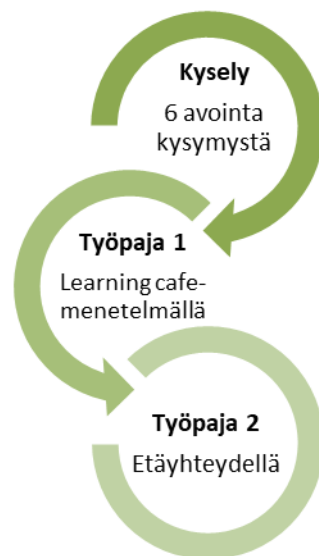 Kysely
6 avointa
kysymystä
Työpaja 1
Learning cafe-
menetelmällä
Työpaja 2
Etäyhteydellä